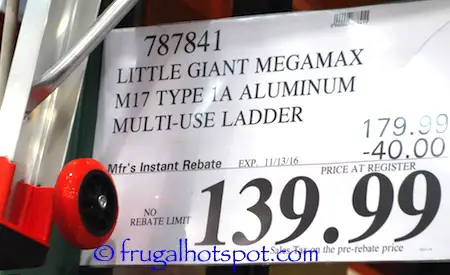 787841
LITTLE GIANT MEGAMAX
M17 TYPE 1A ALUMINUM
MULTI-USE LADDER
179.99
Mfr's Instant Rebate EXP. 11/13/16 -40.00
PRICE AT REGISTER
NO
REBATE LIMIT
139.99
Sales Tax on the pre-rebate price
© frugalhotspot.com